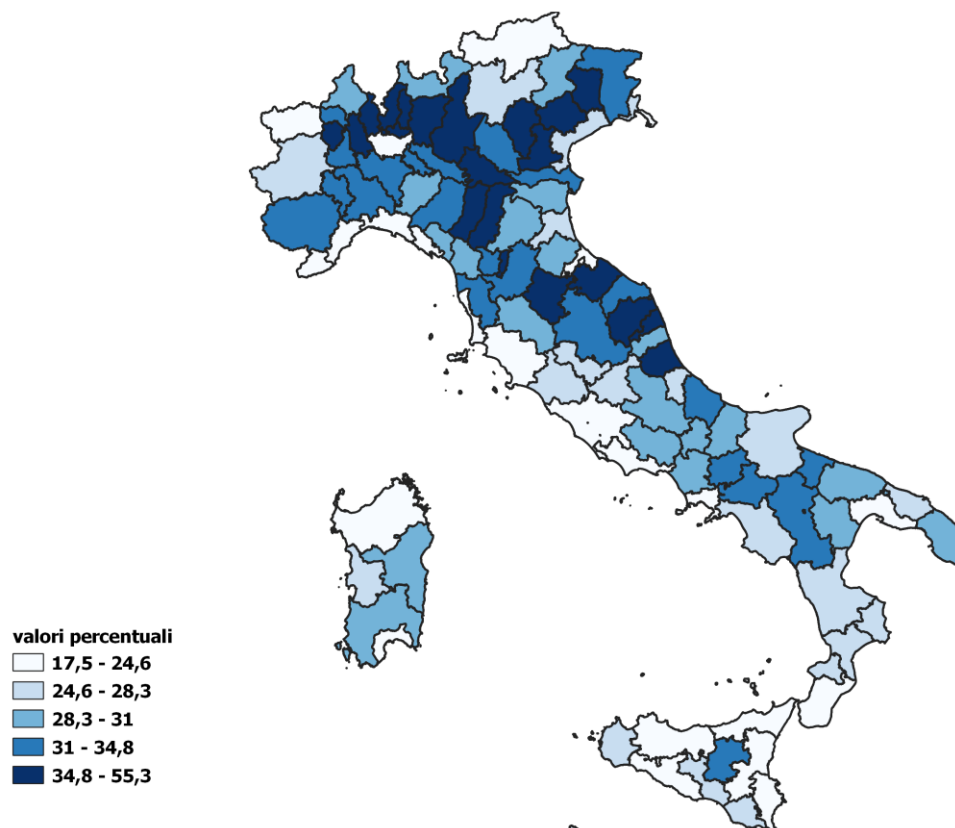 valori percentuali
17,5 - 24,6
24,6 - 28,3
28,3 - 31
31 - 34,8
34,8 - 55,3